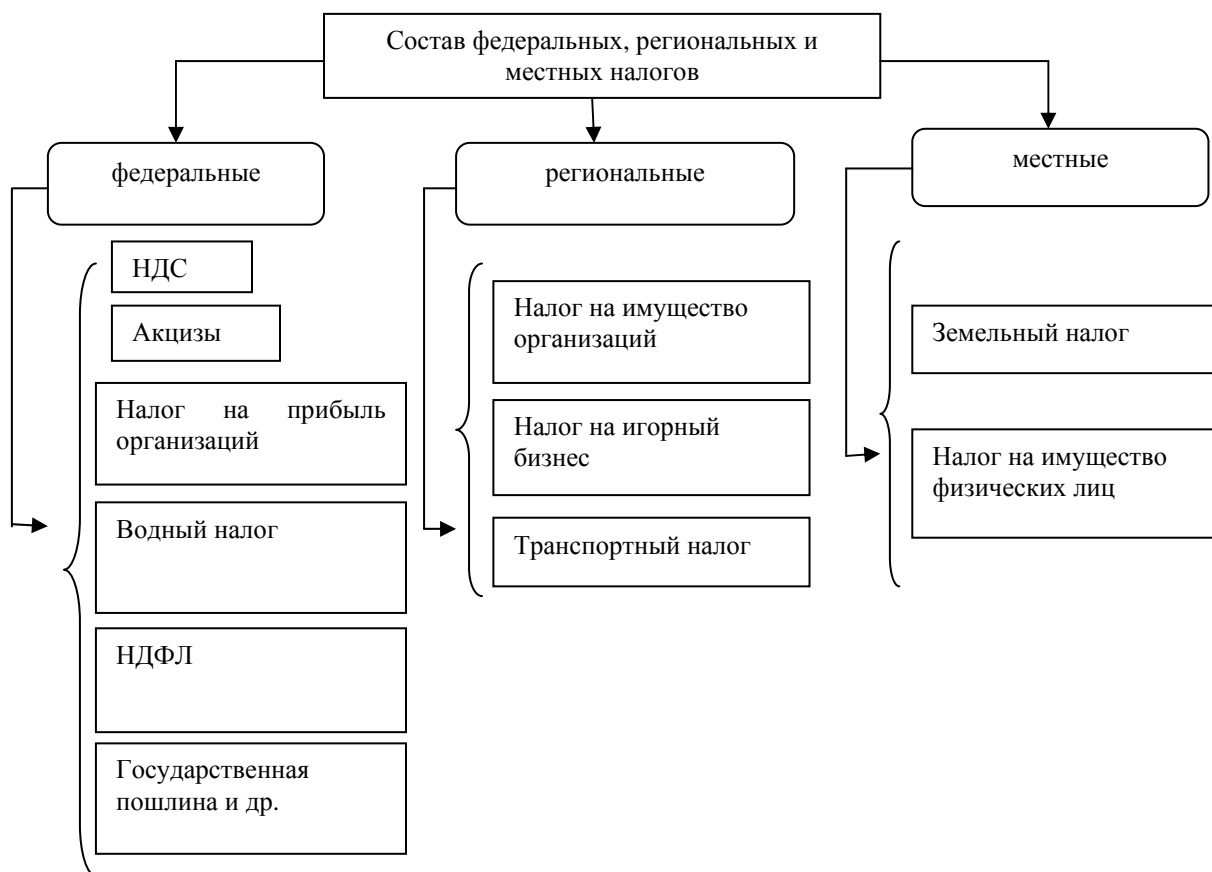 Состав федеральных, региональных и
местных налогов
федеральные
региональные
местные
НДС
Акцизы
Налог на прибыль
организаций
Водный налог
НДФЛ
Государственная
пошлина и др.
Налог на имущество
организаций
Налог на игорный
бизнес
Транспортный налог
Земельный налог
Налог на имущество
физических лиц